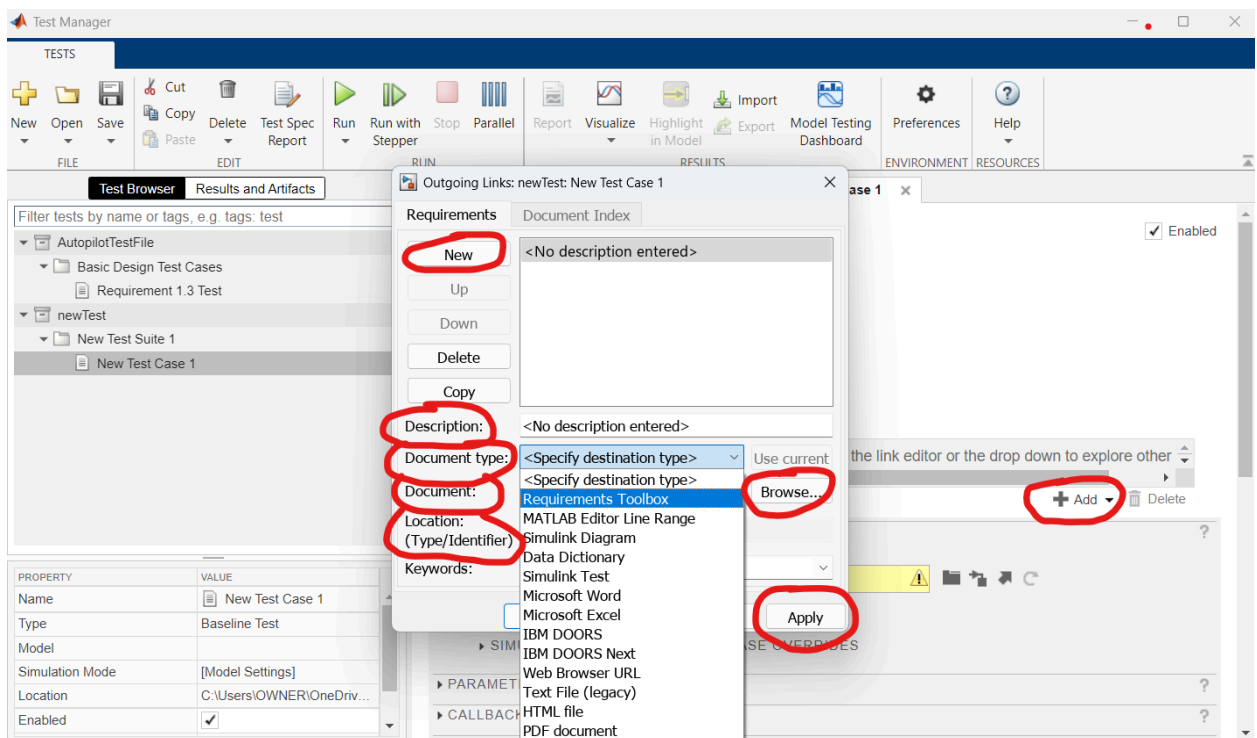 Test Manager
TESTS
New
Open
Save
Cut
Copy
Paste
Delete
Test Spec
Report
Run
Run with
Stepper
Stop
Parallel
Report
Visualize
Highlight
in Model
Import
Export
Model Testing
Dashboard
Preferences
Help
FILE
EDIT
RUN
RESULTS
ENVIRONMENT
RESOURCES
Test Browser
Results and Artifacts
Filter tests by name or tags, e.g. tags: test
AutopilotTestFile
Basic Design Test Cases
Requirement 1.3 Test
newTest
New Test Suite 1
New Test Case 1
PROPERTY VALUE
Name New Test Case 1
Type Baseline Test
Model
Simulation Mode [Model Settings]
Location C:\Users\OWNER\OneDriv...
Enabled
Outgoing Links: newTest: New Test Case 1
Requirements
Document Index
New
Up
Down
Delete
Copy
<No description entered>
Description: <No description entered>
Document type: <Specify destination type> Use current
Document: Browse...
Location:
(Type/Identifier)
Keywords:
<Specify destination type>
Requirements Toolbox
MATLAB Editor Line Range
Simulink Diagram
Data Dictionary
Simulink Test
Microsoft Word
Microsoft Excel
IBM DOORS
IBM DOORS Next
Web Browser URL
Text File (legacy)
HTML file
PDF document
Apply
ase 1
Enabled
the link editor or the drop down to explore other
Add
Delete
?
SIM
SE OVERRIDES
PARAMET
?
CALLBACK
?